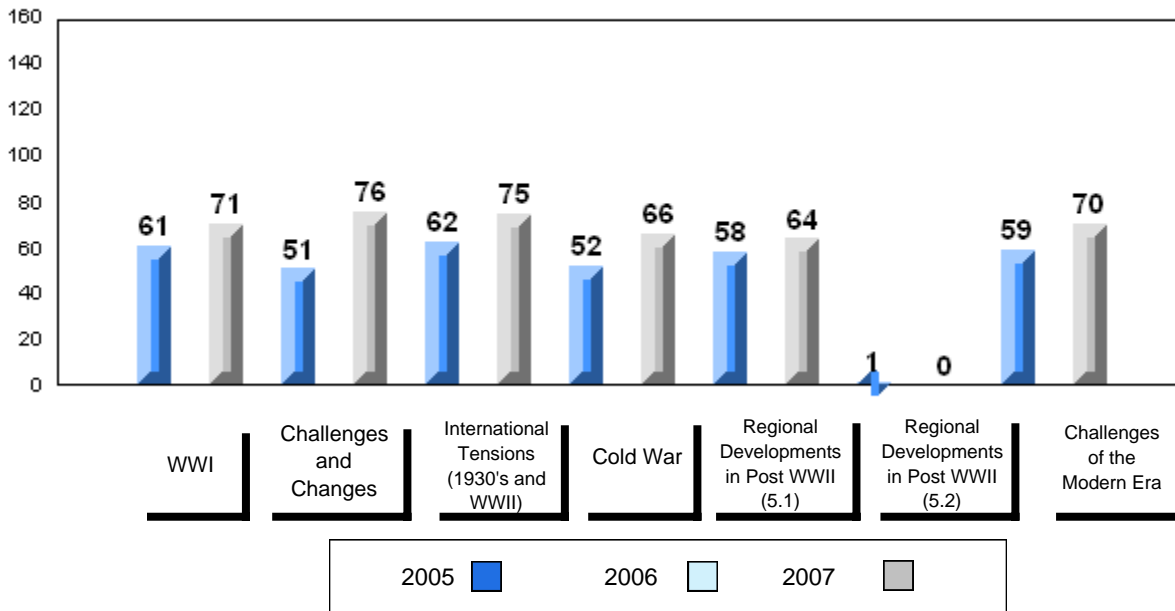 160
140
120
100
80
60
40
20
0
61
71
51
76
62
75
52
66
58
64
1
0
59
70
WWI
Challenges
and
Changes
International
Tensions
(1930's and
WWII)
Cold War
Regional
Developments
in Post WWII
(5.1)
Regional
Developments
in Post WWII
(5.2)
Challenges
of the
Modern Era
2005
2006
2007